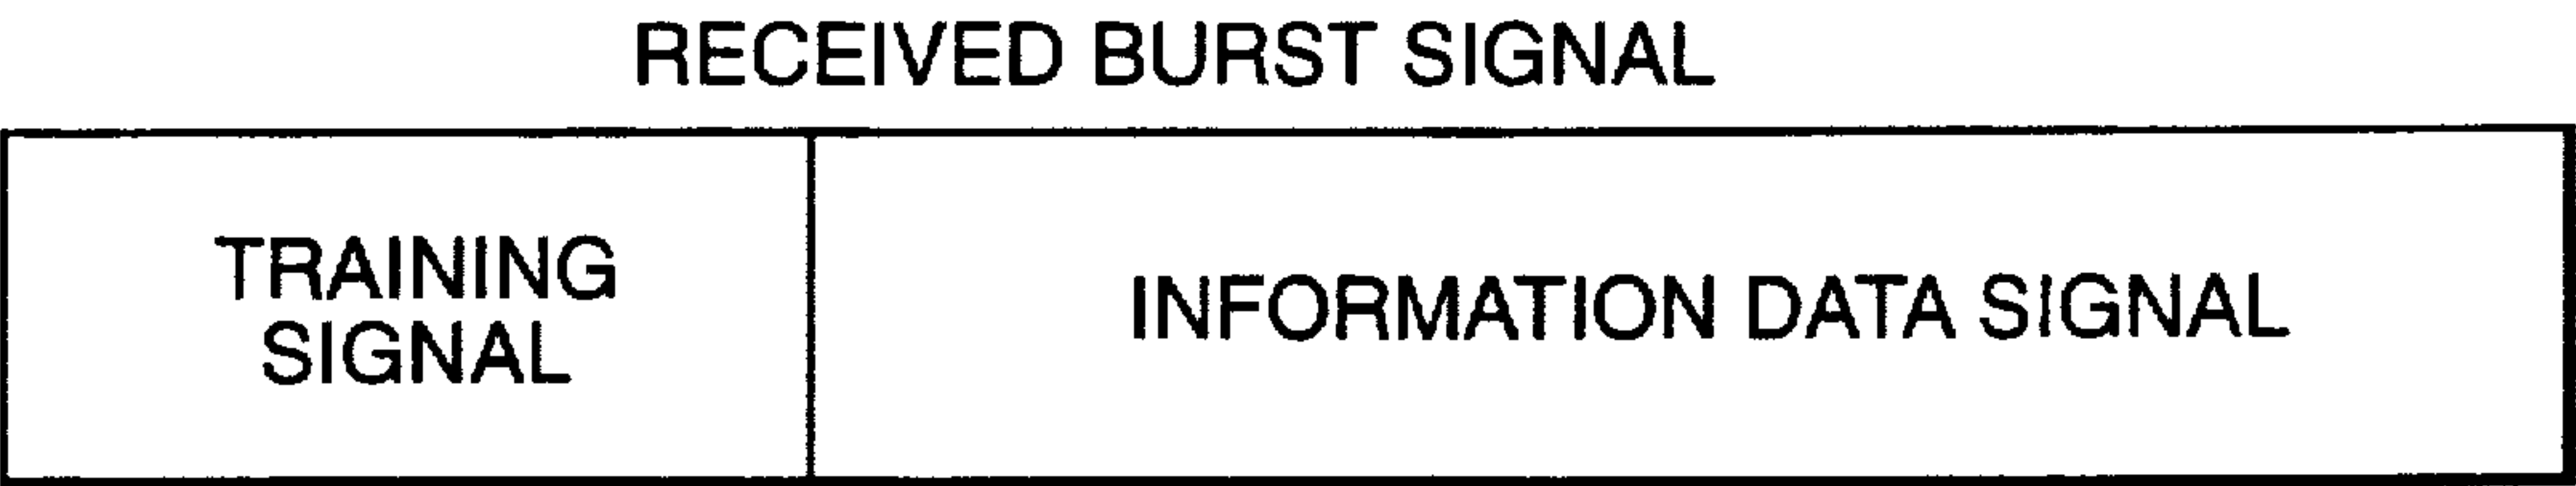 RECEIVED BURST SIGNAL
TRAINING
SIGNAL
INFORMATION DATA SIGNAL